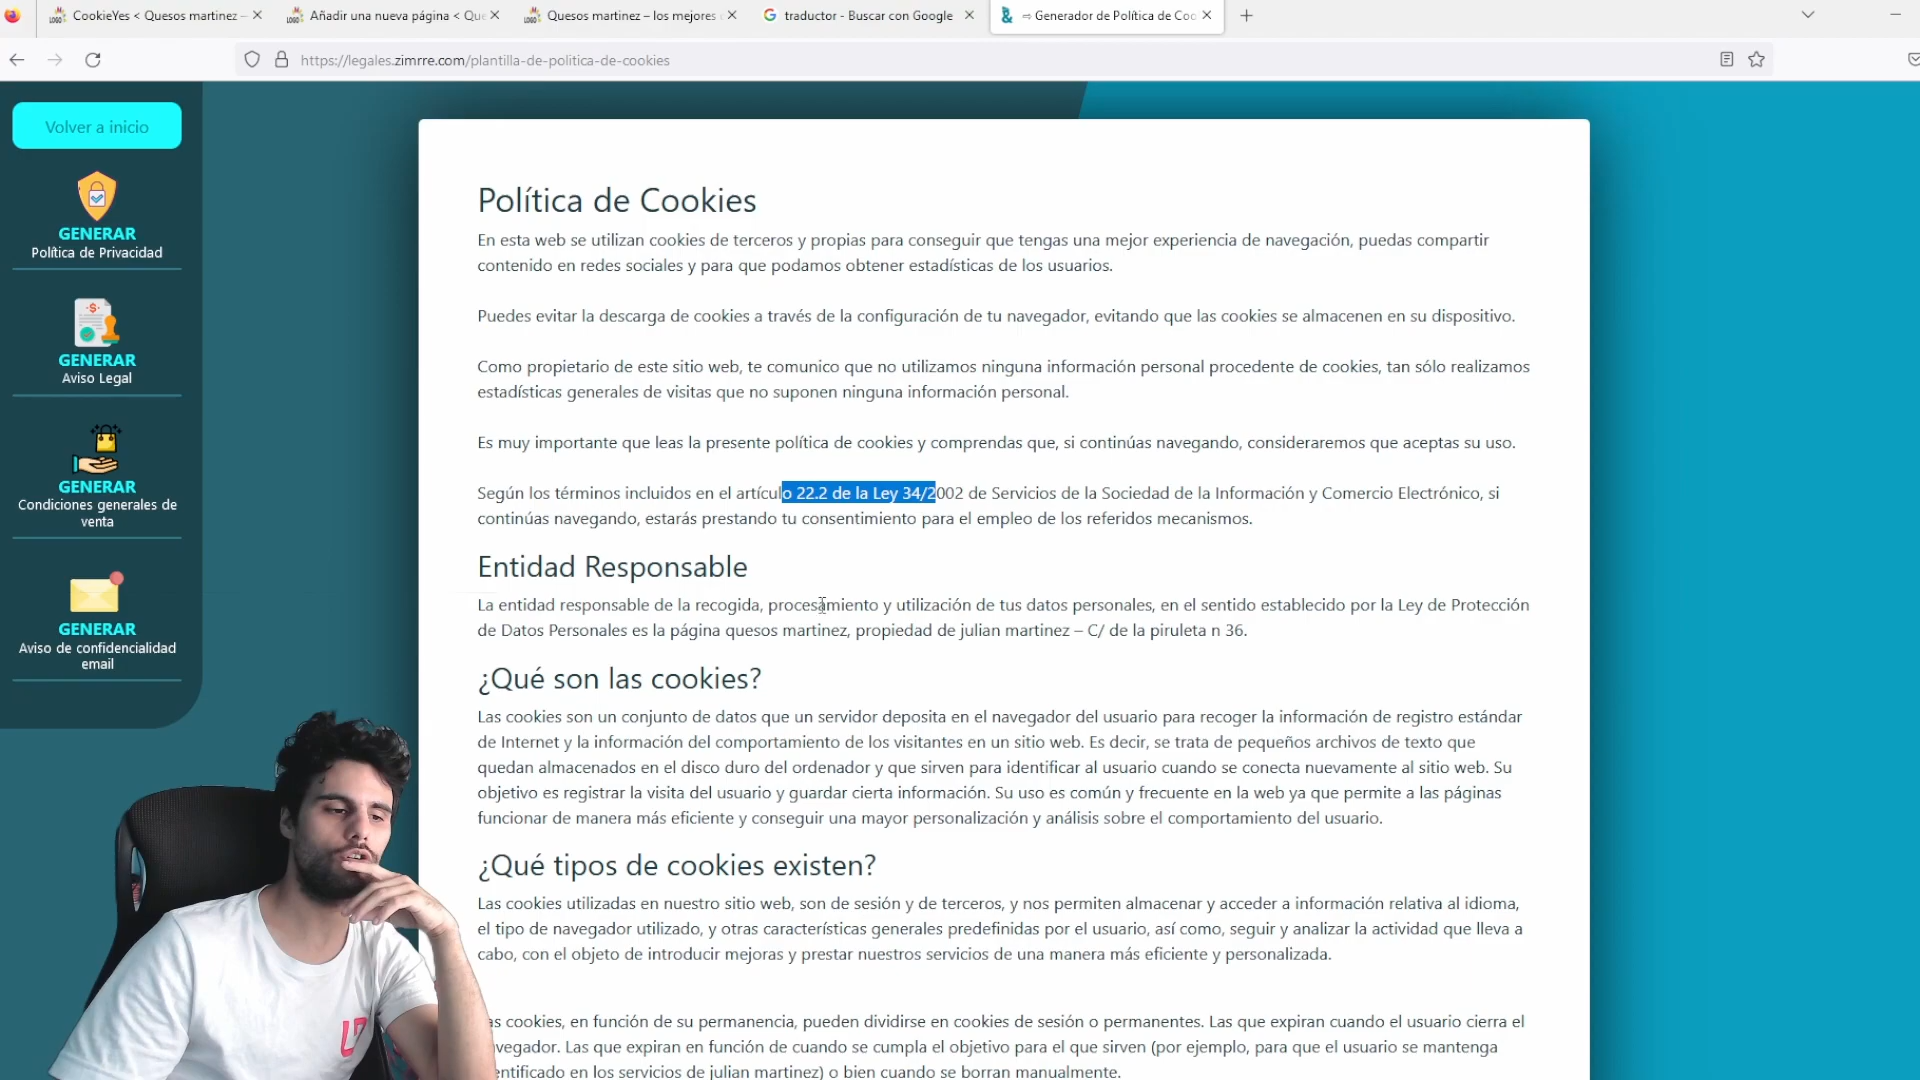 CookieYes < Quesos martinez –
Añadir una nueva página < Que
Quesos martinez – los mejores
traductor - Buscar con Google
Generador de Política de Coo
https://legales.zimrre.com/plantilla-de-politica-de-cookies
Volver a inicio
GENERAR
Política de Privacidad
GENERAR
Aviso Legal
GENERAR
Condiciones generales de
venta
GENERAR
Aviso de confidencialidad
email
Política de Cookies
En esta web se utilizan cookies de terceros y propias para conseguir que tengas una mejor experiencia de navegación, puedas compartir
contenido en redes sociales y para que podamos obtener estadísticas de los usuarios.
Puedes evitar la descarga de cookies a través de la configuración de tu navegador, evitando que las cookies se almacenen en su dispositivo.
Como propietario de este sitio web, te comunico que no utilizamos ninguna información personal procedente de cookies, tan sólo realizamos
estadísticas generales de visitas que no suponen ninguna información personal.
Es muy importante que leas la presente política de cookies y comprendas que, si continúas navegando, consideraremos que aceptas su uso.
Según los términos incluidos en el artículo 22.2 de la Ley 34/2002 de Servicios de la Sociedad de la Información y Comercio Electrónico, si
continúas navegando, estarás prestando tu consentimiento para el empleo de los referidos mecanismos.
Entidad Responsable
La entidad responsable de la recogida, procesamiento y utilización de tus datos personales, en el sentido establecido por la Ley de Protección
de Datos Personales es la página quesos martinez, propiedad de julian martinez – C/ de la piruleta n 36.
¿Qué son las cookies?
Las cookies son un conjunto de datos que un servidor deposita en el navegador del usuario para recoger la información de registro estándar
de Internet y la información del comportamiento de los visitantes en un sitio web. Es decir, se trata de pequeños archivos de texto que
quedan almacenados en el disco duro del ordenador y que sirven para identificar al usuario cuando se conecta nuevamente al sitio web. Su
objetivo es registrar la visita del usuario y guardar cierta información. Su uso es común y frecuente en la web ya que permite a las páginas
funcionar de manera más eficiente y conseguir una mayor personalización y análisis sobre el comportamiento del usuario.
¿Qué tipos de cookies existen?
Las cookies utilizadas en nuestro sitio web, son de sesión y de terceros, y nos permiten almacenar y acceder a información relativa al idioma,
el tipo de navegador utilizado, y otras características generales predefinidas por el usuario, así como, seguir y analizar la actividad que lleva a
cabo, con el objeto de introducir mejoras y prestar nuestros servicios de una manera más eficiente y personalizada.
as cookies, en función de su permanencia, pueden dividirse en cookies de sesión o permanentes. Las que expiran cuando el usuario cierra el
vegador. Las que expiran en función de cuando se cumpla el objetivo para el que sirven (por ejemplo, para que el usuario se mantenga
entificado en los servicios de julian martinez) o bien cuando se borran manualmente.